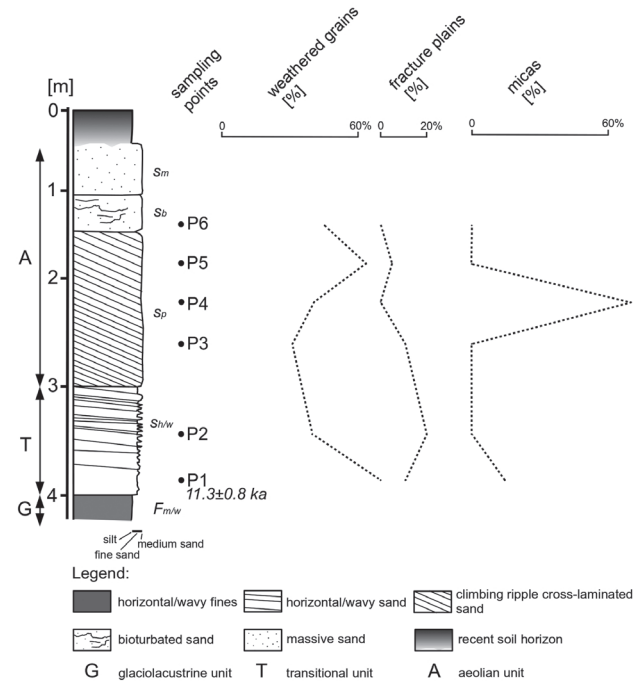 weathered grains
[%]
fracture plains
[%]
micas
[%]
sampling
points
[m]
0
0
60%
0
20%
0
60%
Sm
1
Sb
P6
A
P5
2
P4
Sp
P3
3
Sh/w
P2
T
P1
11.3±0.8 ka
4
G
Fm/w
silt
medium sand
fine sand
Legend:
horizontal/wavy fines
horizontal/wavy sand
climbing ripple cross-laminated
sand
bioturbated sand
massive sand
recent soil horizon
G glaciolacustrine unit
T transitional unit
A aeolian unit